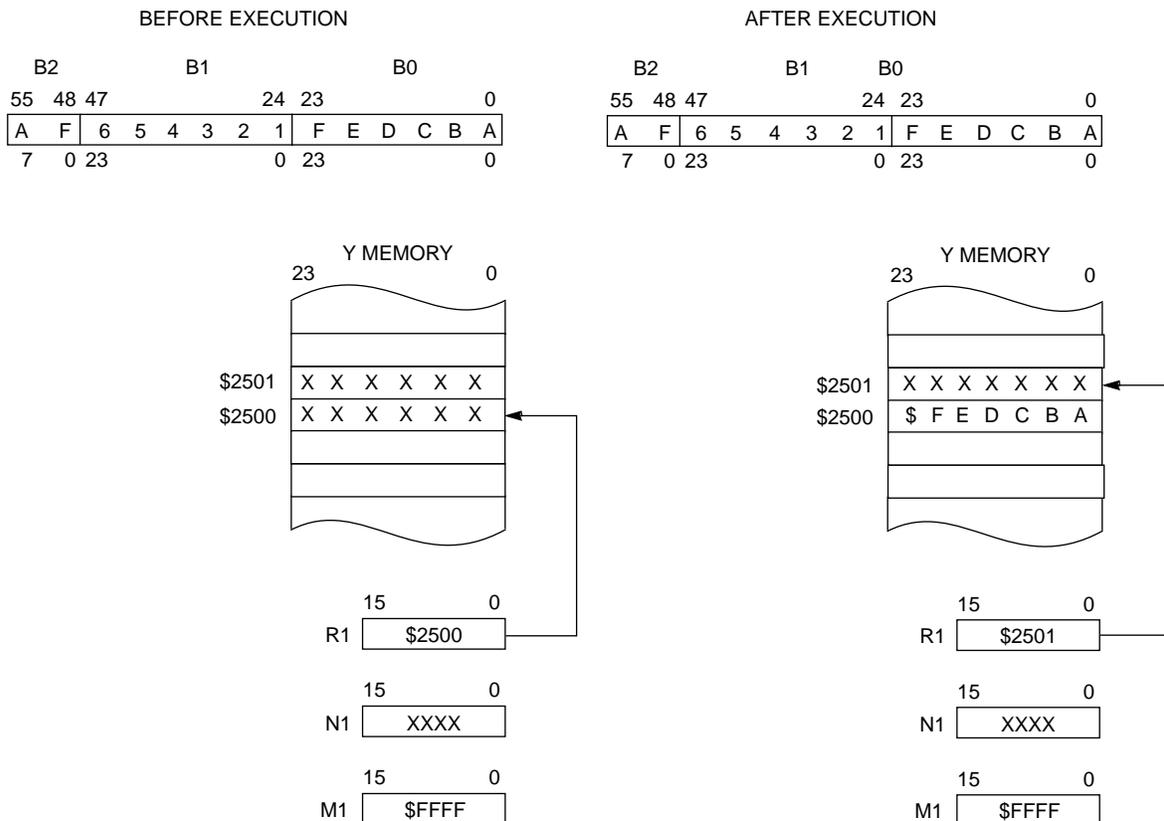 BEFORE EXECUTION
B2 B1 B0
55 48 47 24 23 0
A F 6 5 4 3 2 1 F E D C B A
7 0 23 0 23 0
Y MEMORY
23 0
$2501 X X X X X X
$2500 X X X X X X
15 0
R1 $2500
15 0
N1 XXXX
15 0
M1 $FFFF
AFTER EXECUTION
B2 B1 B0
55 48 47 24 23 0
A F 6 5 4 3 2 1 F E D C B A
7 0 23 0 23 0
Y MEMORY
23 0
$2501 X X X X X X X
$2500 $ F E D C B A
15 0
R1 $2501
15 0
N1 XXXX
15 0
M1 $FFFF